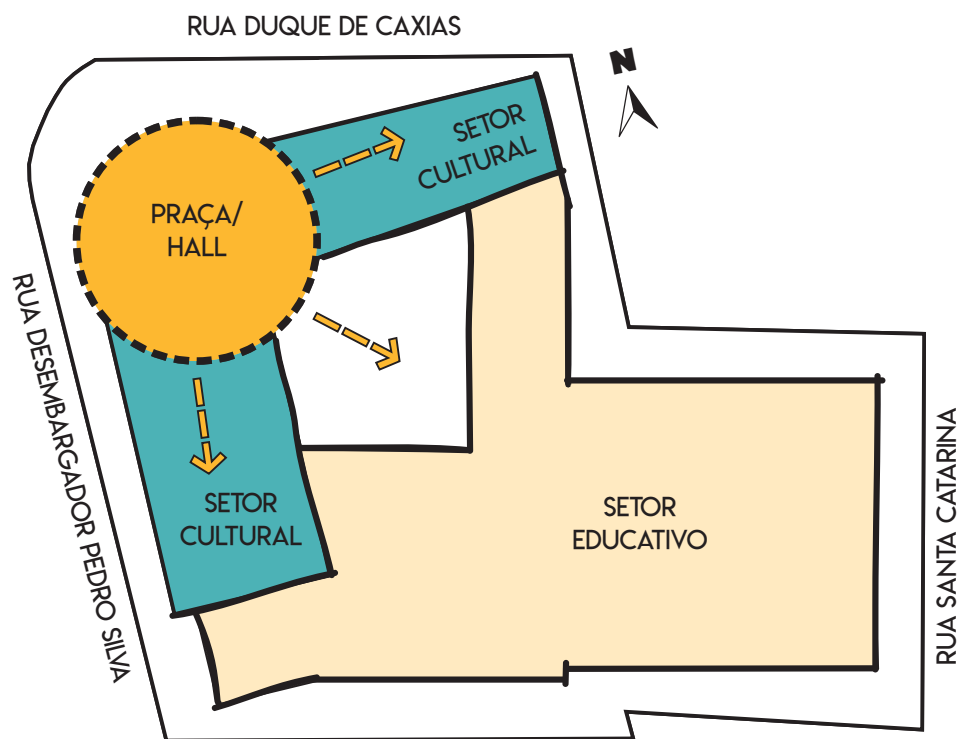 RUA DUQUE DE CAXIAS
N
SETOR
CULTURAL
PRAÇA/
HALL
RUA DESEMBARGADOR PEDRO SILVA
SETOR
CULTURAL
SETOR
EDUCATIVO
RUA SANTA CATARINA